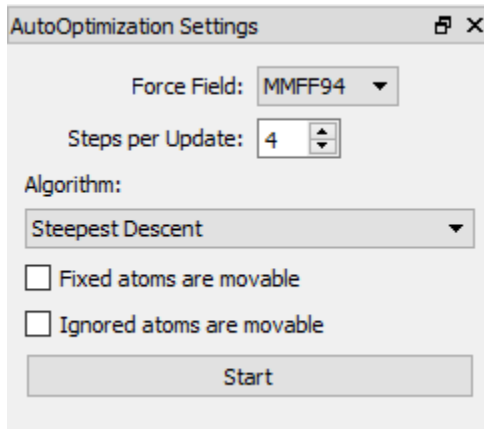 AutoOptimization Settings
Force Field: MMFF94
Steps per Update: 4
Algorithm:
Steepest Descent
Fixed atoms are movable
Ignored atoms are movable
Start